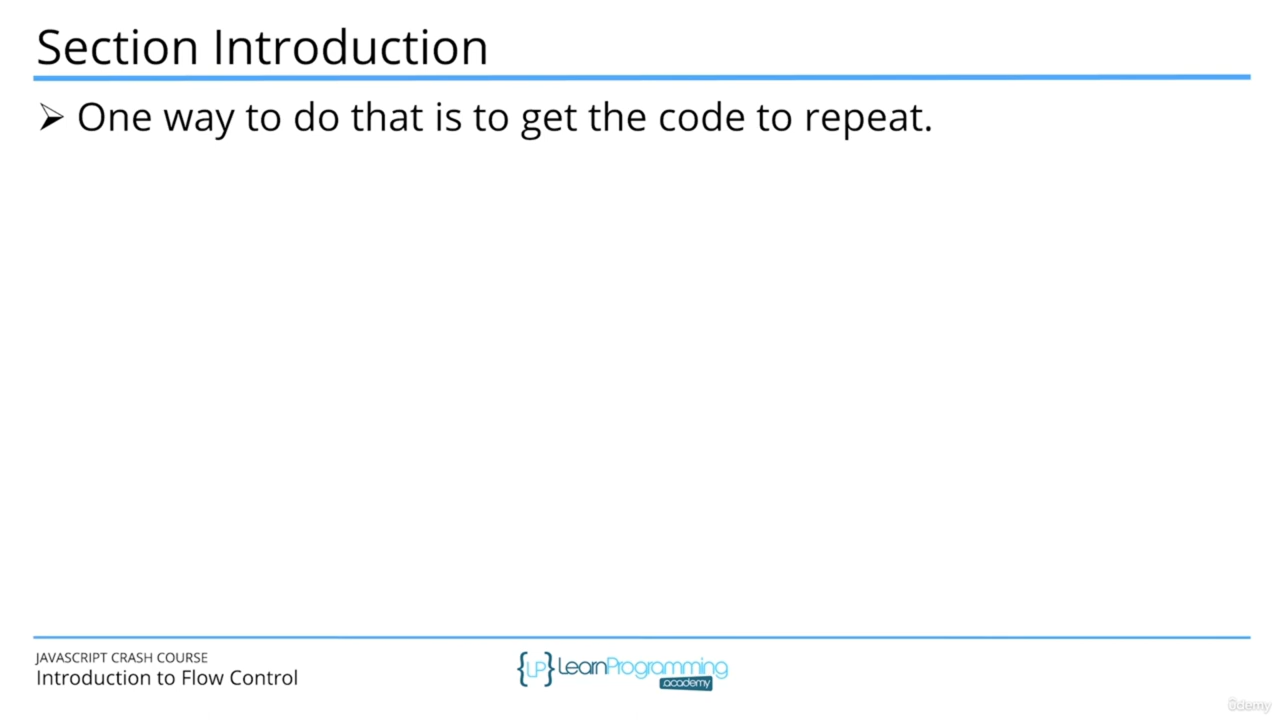 Section Introduction
➢ One way to do that is to get the code to repeat.
JAVASCRIPT CRASH COURSE
Introduction to Flow Control
{LP} LearnProgramming
academy
ûdemy